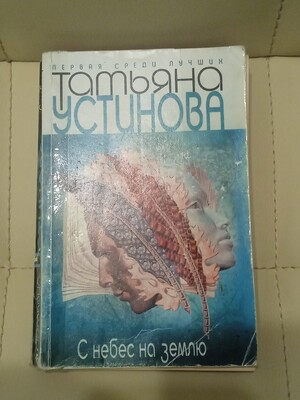 ПЕРВАЯ СРЕДИ ЛУЧШИХ
ТАТЬЯНА
УСТИНОВА
С небес на землю